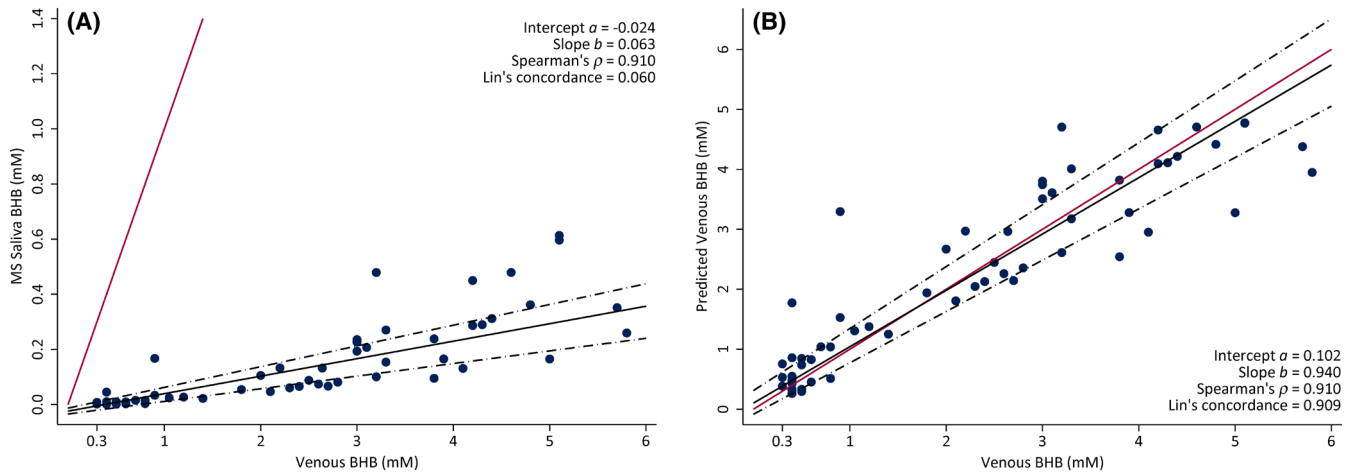 (A)
Intercept a = -0.024
Slope b = 0.063
Spearman's ρ = 0.910
Lin's concordance = 0.060
MS Saliva BHB (mM)
1.4
1.2
1.0
0.8
0.6
0.4
0.2
0.0
0.3 1 2 3 4 5 6
Venous BHB (mM)
(B)
Predicted Venous BHB (mM)
6
5
4
3
2
1
0
Intercept a = 0.102
Slope b = 0.940
Spearman's ρ = 0.910
Lin's concordance = 0.909
0.3 1 2 3 4 5 6
Venous BHB (mM)